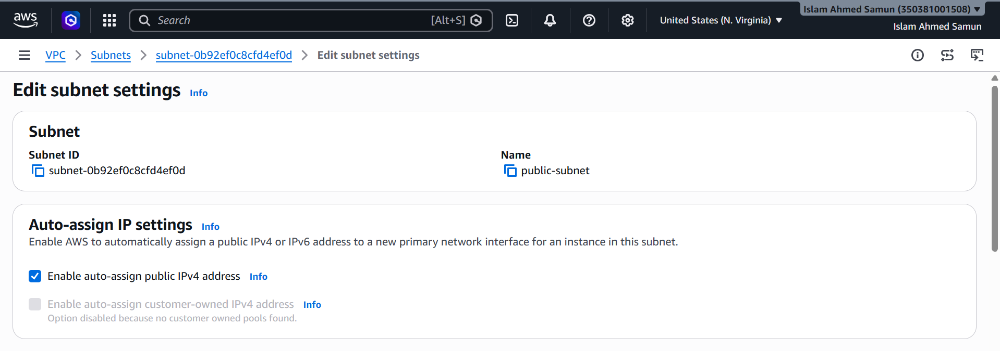 aws
Search [Alt+S]
United States (N. Virginia) ▼
Islam Ahmed Samun (350381001508) ▼
Islam Ahmed Samun
VPC > Subnets > subnet-0b92ef0c8cfd4ef0d > Edit subnet settings
Edit subnet settings Info
Subnet
Subnet ID
subnet-0b92ef0c8cfd4ef0d
Name
public-subnet
Auto-assign IP settings Info
Enable AWS to automatically assign a public IPv4 or IPv6 address to a new primary network interface for an instance in this subnet.
Enable auto-assign public IPv4 address Info
Enable auto-assign customer-owned IPv4 address Info
Option disabled because no customer owned pools found.